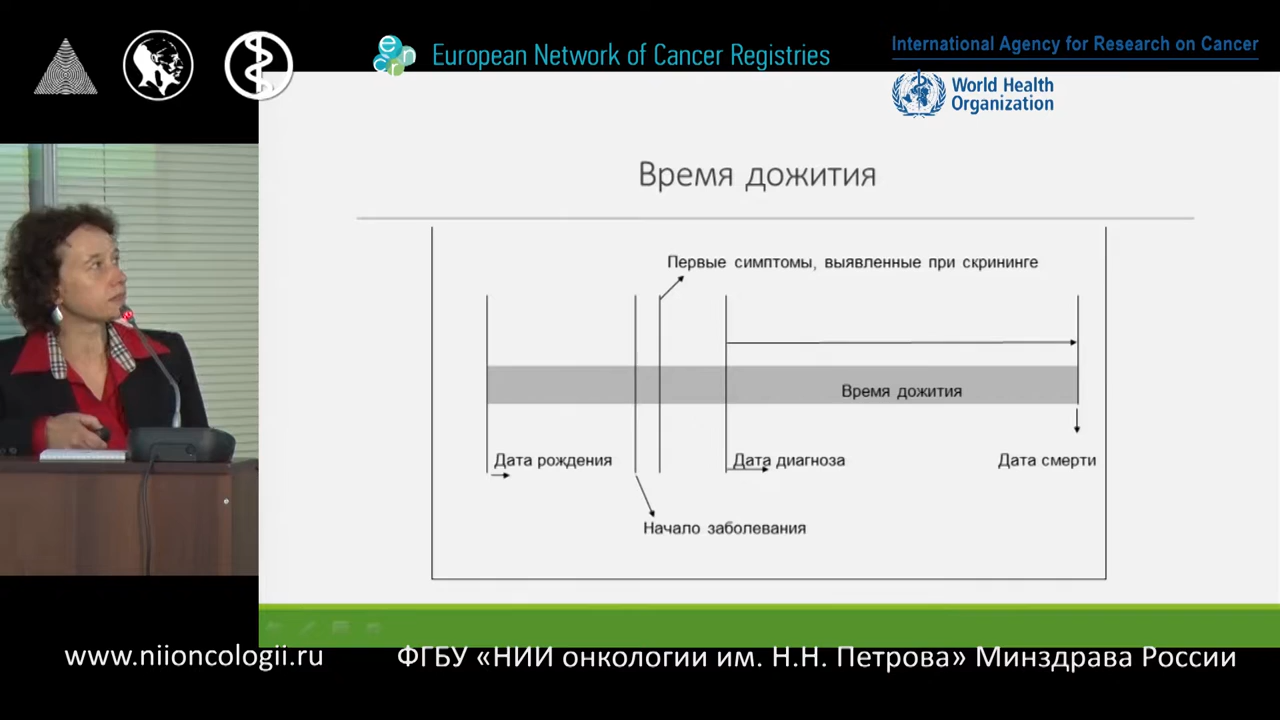 European Network of Cancer Registries
International Agency for Research on Cancer
World Health
Organization
Время дожития
Первые симптомы, выявленные при скрининге
Время дожития
Дата рождения
Дата диагноза
Дата смерти
Начало заболевания
www.niioncologii.ru
ФГБУ «НИИ онкологии им. Н.Н. Петрова» Минздрава России